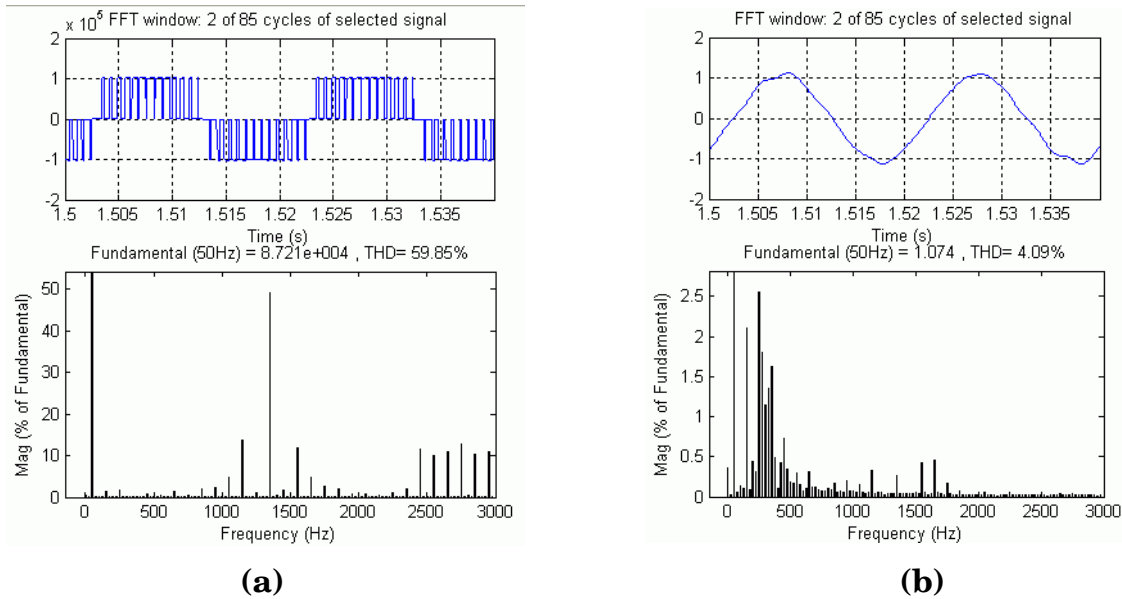 x 10^5 FFT window: 2 of 85 cycles of selected signal
2
1
0
-1
-2
1.5 1.505 1.51 1.515 1.52 1.525 1.53 1.535
Time (s)
Fundamental (50Hz) = 8.721e+004 , THD= 59.85%
Mag (% of Fundamental)
50
40
30
20
10
0
0 500 1000 1500 2000 2500 3000
Frequency (Hz)
(a)
FFT window: 2 of 85 cycles of selected signal
2
1
0
-1
-2
1.5 1.505 1.51 1.515 1.52 1.525 1.53 1.535
Time (s)
Fundamental (50Hz) = 1.074 , THD= 4.09%
Mag (% of Fundamental)
2.5
2
1.5
1
0.5
0
0 500 1000 1500 2000 2500 3000
Frequency (Hz)
(b)